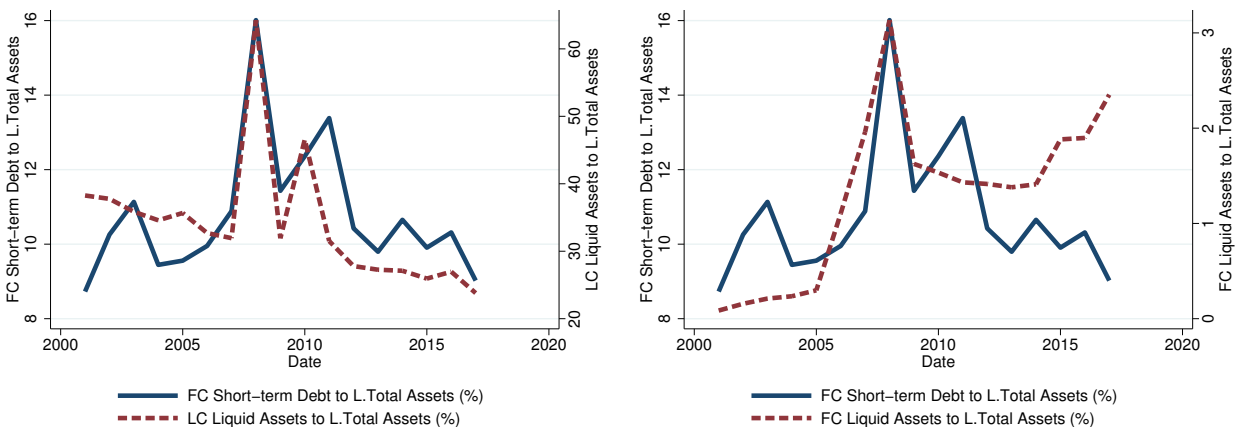 FC Short−term Debt to L.Total Assets
8
10
12
14
16
LC Liquid Assets to L.Total Assets
20
30
40
50
60
2000
2005
2010
2015
2020
Date
FC Short−term Debt to L.Total Assets (%)
LC Liquid Assets to L.Total Assets (%)
FC Short−term Debt to L.Total Assets
8
10
12
14
16
FC Liquid Assets to L.Total Assets
0
1
2
3
2000
2005
2010
2015
2020
Date
FC Short−term Debt to L.Total Assets (%)
FC Liquid Assets to L.Total Assets (%)